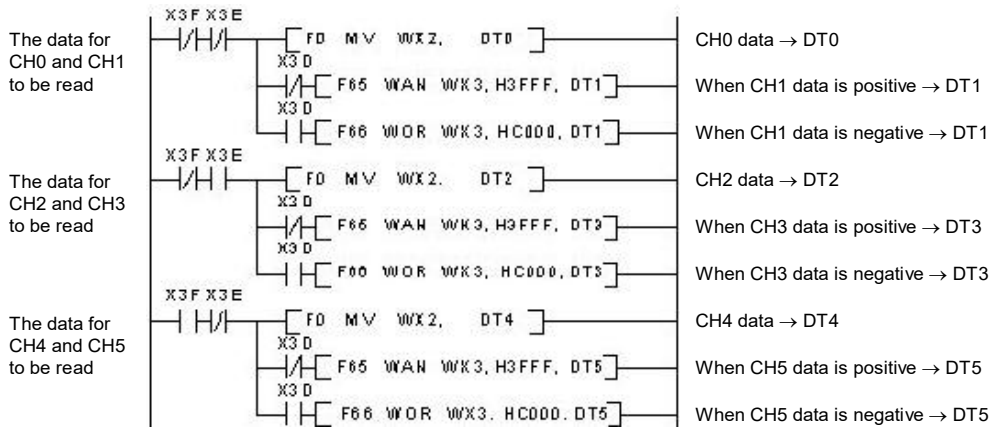 X3F X3E
The data for
CH0 and CH1
to be read
F0 MV WX2, DT0
CH0 data → DT0
X3D
F65 WAN WX3, H3FFF, DT1
When CH1 data is positive → DT1
X3D
F66 WOR WX3, HC000, DT1
When CH1 data is negative → DT1
X3F X3E
The data for
CH2 and CH3
to be read
F0 MV WX2. DT2
CH2 data → DT2
X3D
F65 WAN WX3, H3FFF, DT3
When CH3 data is positive → DT3
X3D
F66 WOR WX3, HC000, DT3
When CH3 data is negative → DT3
X3F X3E
The data for
CH4 and CH5
to be read
F0 MV WX2, DT4
CH4 data → DT4
X3D
F65 WAN WX3, H3FFF, DT5
When CH5 data is positive → DT5
X3D
F66 WOR WX3. HC000. DT5
When CH5 data is negative → DT5